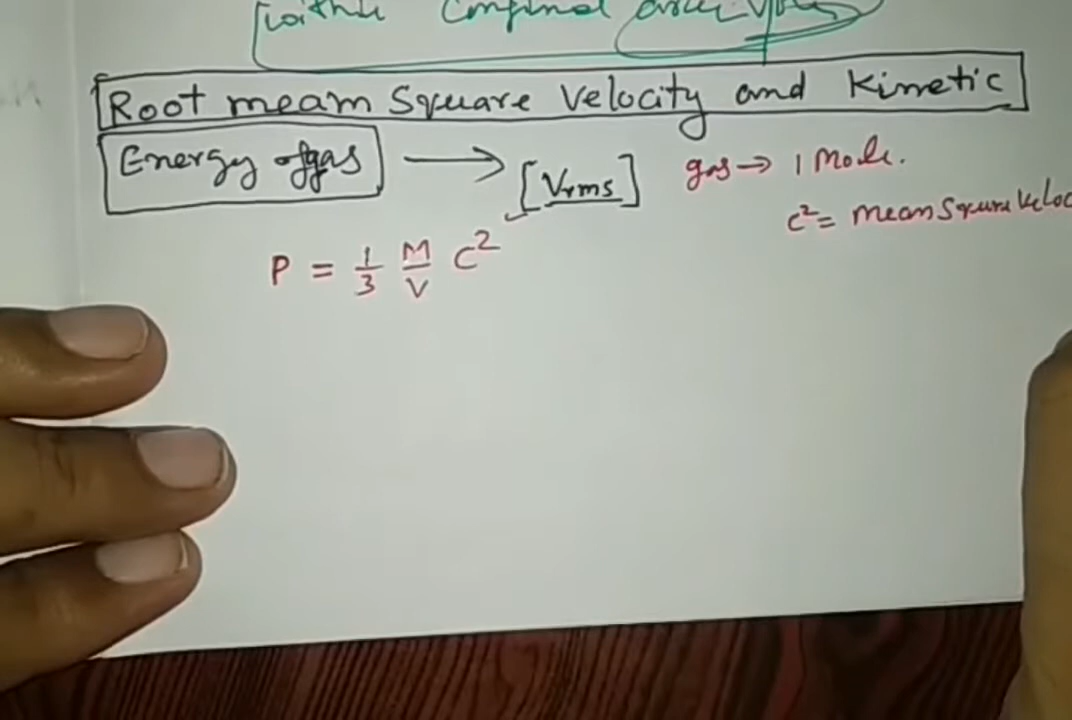 within
Root mean Square Velocity and Kinetic
Energy of gas → [Vrms] gas → 1 Mole.
c² = mean Square Veloc
P = 1/3 M/V C²